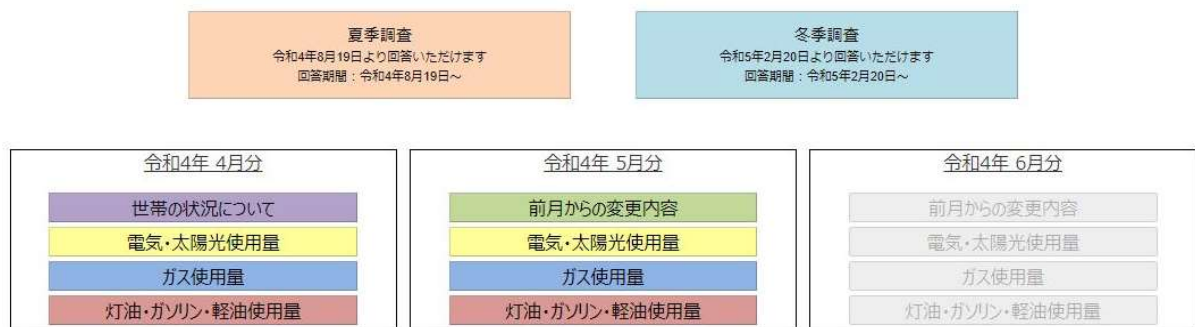 夏季調査
令和4年8月19日より回答いただけます
回答期間：令和4年8月19日～
冬季調査
令和5年2月20日より回答いただけます
回答期間：令和5年2月20日～
令和4年 4月分
世帯の状況について
電気・太陽光使用量
ガス使用量
灯油・ガソリン・軽油使用量
令和4年 5月分
前月からの変更内容
電気・太陽光使用量
ガス使用量
灯油・ガソリン・軽油使用量
令和4年 6月分
前月からの変更内容
電気・太陽光使用量
ガス使用量
灯油・ガソリン・軽油使用量